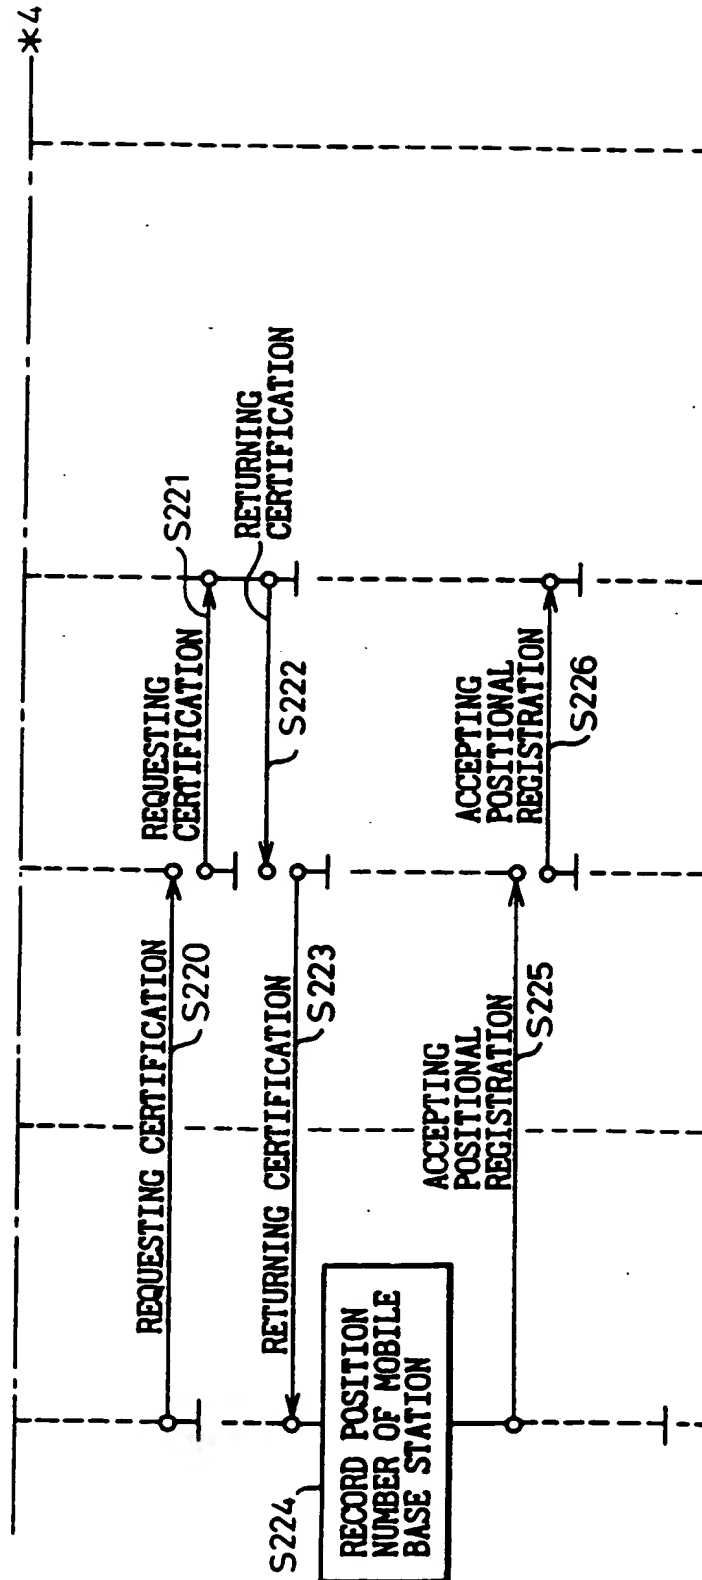 *4
REQUESTING CERTIFICATION
S220
REQUESTING
CERTIFICATION
S221
RETURNING
CERTIFICATION
S222
RETURNING CERTIFICATION
S223
S224
RECORD POSITION
NUMBER OF MOBILE
BASE STATION
ACCEPTING
POSITIONAL
REGISTRATION
S225
ACCEPTING
POSITIONAL
REGISTRATION
S226